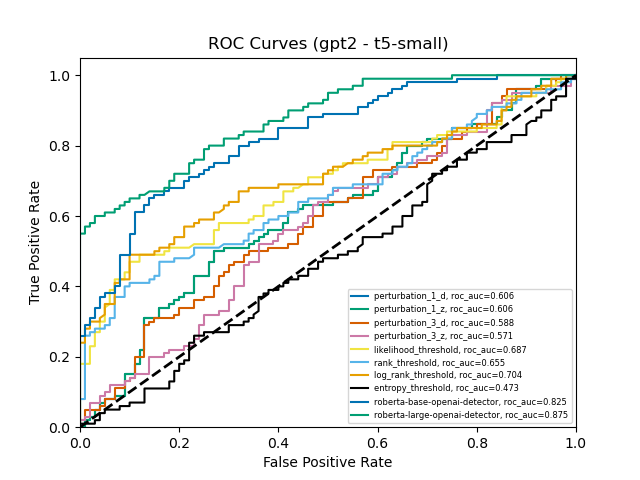 ROC Curves (gpt2 - t5-small)
True Positive Rate
1.0
0.8
0.6
0.4
0.2
0.0
perturbation_1_d, roc_auc=0.606
perturbation_1_z, roc_auc=0.606
perturbation_3_d, roc_auc=0.588
perturbation_3_z, roc_auc=0.571
likelihood_threshold, roc_auc=0.687
rank_threshold, roc_auc=0.655
log_rank_threshold, roc_auc=0.704
entropy_threshold, roc_auc=0.473
roberta-base-openai-detector, roc_auc=0.825
roberta-large-openai-detector, roc_auc=0.875
0.0 0.2 0.4 0.6 0.8 1.0
False Positive Rate